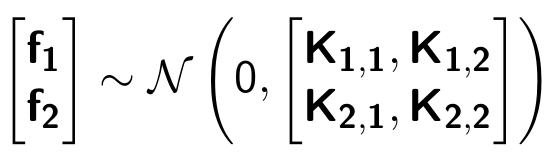 [f₁ f₂] ∼ 𝒩 (0, [K₁,₁, K₁,₂ K₂,₁, K₂,₂])